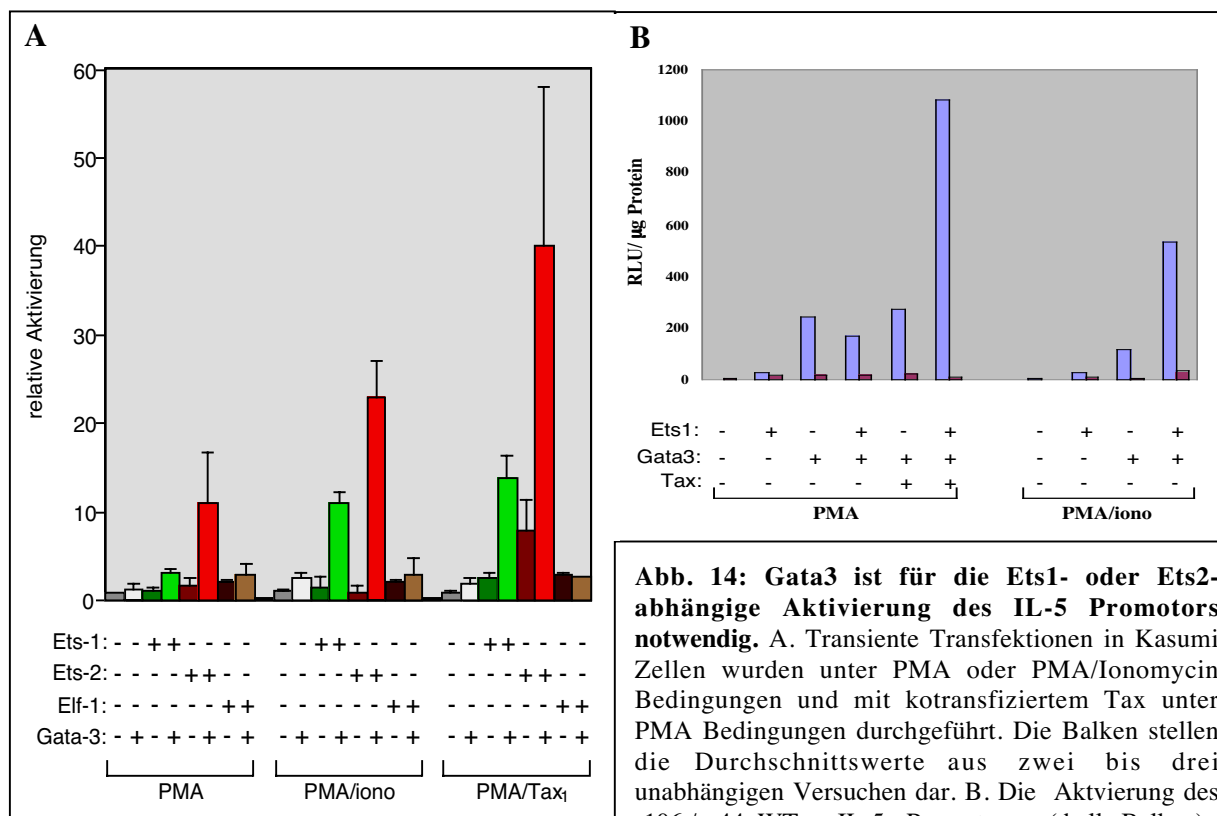 A
60
50
40
30
20
10
0
relative Aktivierung
Ets-1: - - + + - - - - - - + + - - - - - - + + - - - -
Ets-2: - - - - + + - - - - - - + + - - - - - - + + - -
Elf-1: - - - - - - + + - - - - - - + + - - - - - - + +
Gata-3: - + - + - + - + - + - + - + - + - + - + - + - +
PMA PMA/iono PMA/Tax1
B
1200
1000
800
600
400
200
0
RLU/ µg Protein
Ets1: - + - + - + - + - +
Gata3: - - + + + + - - + +
Tax: - - - - + + - - - -
PMA PMA/iono
Abb. 14: Gata3 ist für die Ets1- oder Ets2-
abhängige Aktivierung des IL-5 Promotors
notwendig. A. Transiente Transfektionen in Kasumi
Zellen wurden unter PMA oder PMA/Ionomycin
Bedingungen und mit kotransfiziertem Tax unter
PMA Bedingungen durchgeführt. Die Balken stellen
die Durchschnittswerte aus zwei bis drei
unabhängigen Versuchen dar. B. Die Aktvierung des